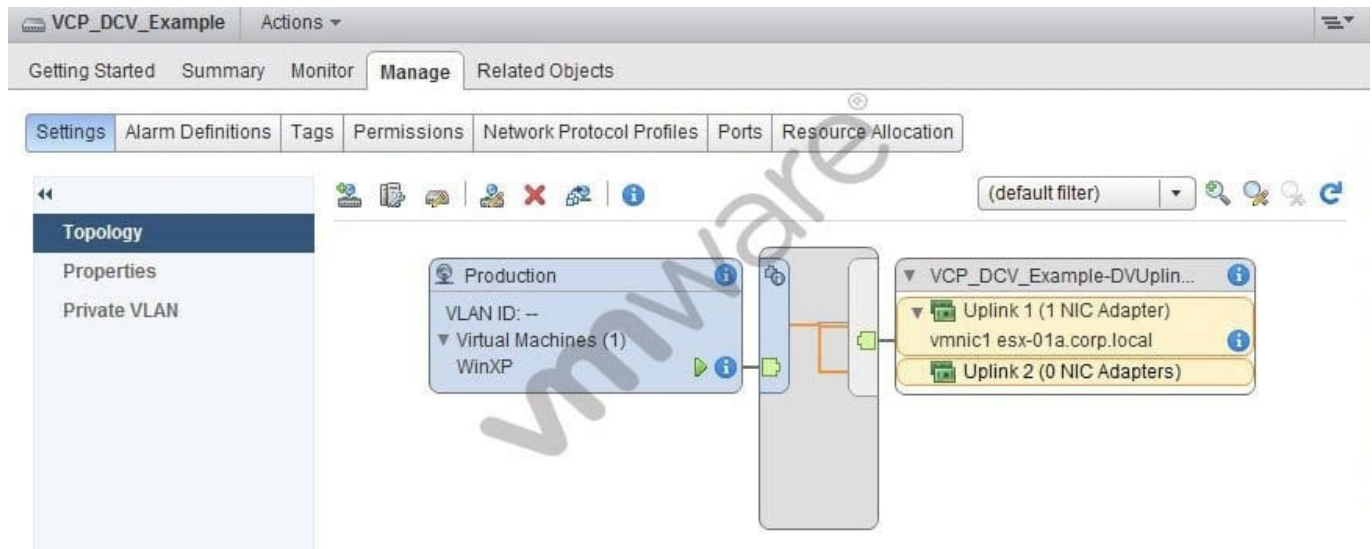 VCP_DCV_Example Actions
Getting Started Summary Monitor Manage Related Objects
Settings Alarm Definitions Tags Permissions Network Protocol Profiles Ports Resource Allocation
(default filter)
Topology
Properties
Private VLAN
Production
VLAN ID: --
Virtual Machines (1)
WinXP
VCP_DCV_Example-DVUplin...
Uplink 1 (1 NIC Adapter)
vmnic1 esx-01a.corp.local
Uplink 2 (0 NIC Adapters)
vmware®